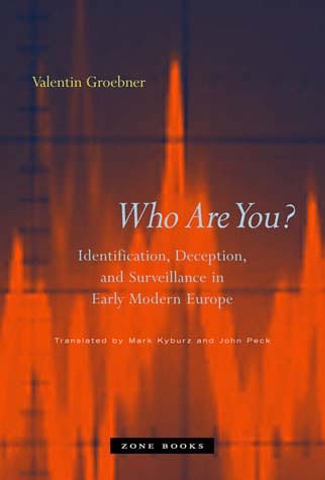 Valentin Groebner
Who Are You?
Identification, Deception,
and Surveillance in
Early Modern Europe
Translated by Mark Kyburz and John Peck
ZONE BOOKS